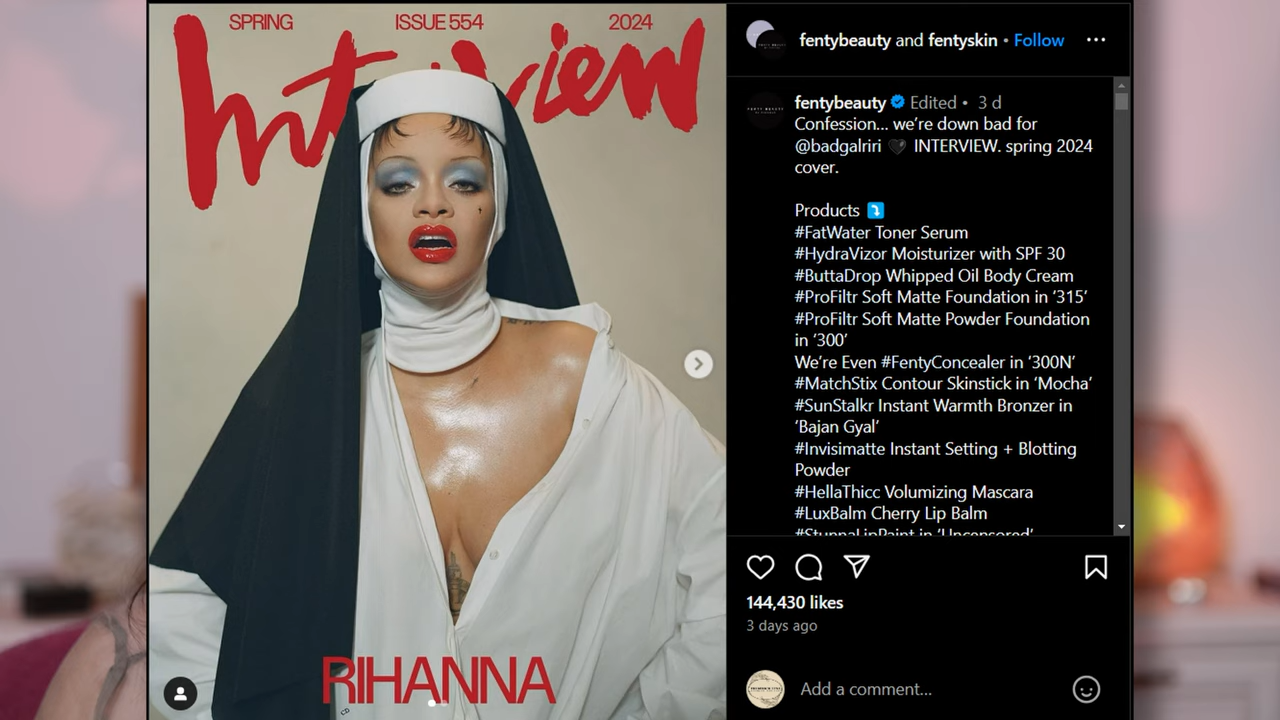 SPRING ISSUE 554 2024
Interview
RIHANNA
fentybeauty and fentyskin • Follow
fentybeauty Edited • 3 d
Confession... we're down bad for
@badgalriri 🖤 INTERVIEW. spring 2024
cover.
Products ⤵️
#FatWater Toner Serum
#HydraVizor Moisturizer with SPF 30
#ButtaDrop Whipped Oil Body Cream
#ProFiltr Soft Matte Foundation in ‘315’
#ProFiltr Soft Matte Powder Foundation
in ‘300’
We’re Even #FentyConcealer in ‘300N’
#MatchStix Contour Skinstick in ‘Mocha’
#SunStalkr Instant Warmth Bronzer in
‘Bajan Gyal’
#Invisimatte Instant Setting + Blotting
Powder
#HellaThicc Volumizing Mascara
#LuxBalm Cherry Lip Balm
#StunnaLipPaint in ‘Uncensored’
144,430 likes
3 days ago
Add a comment...